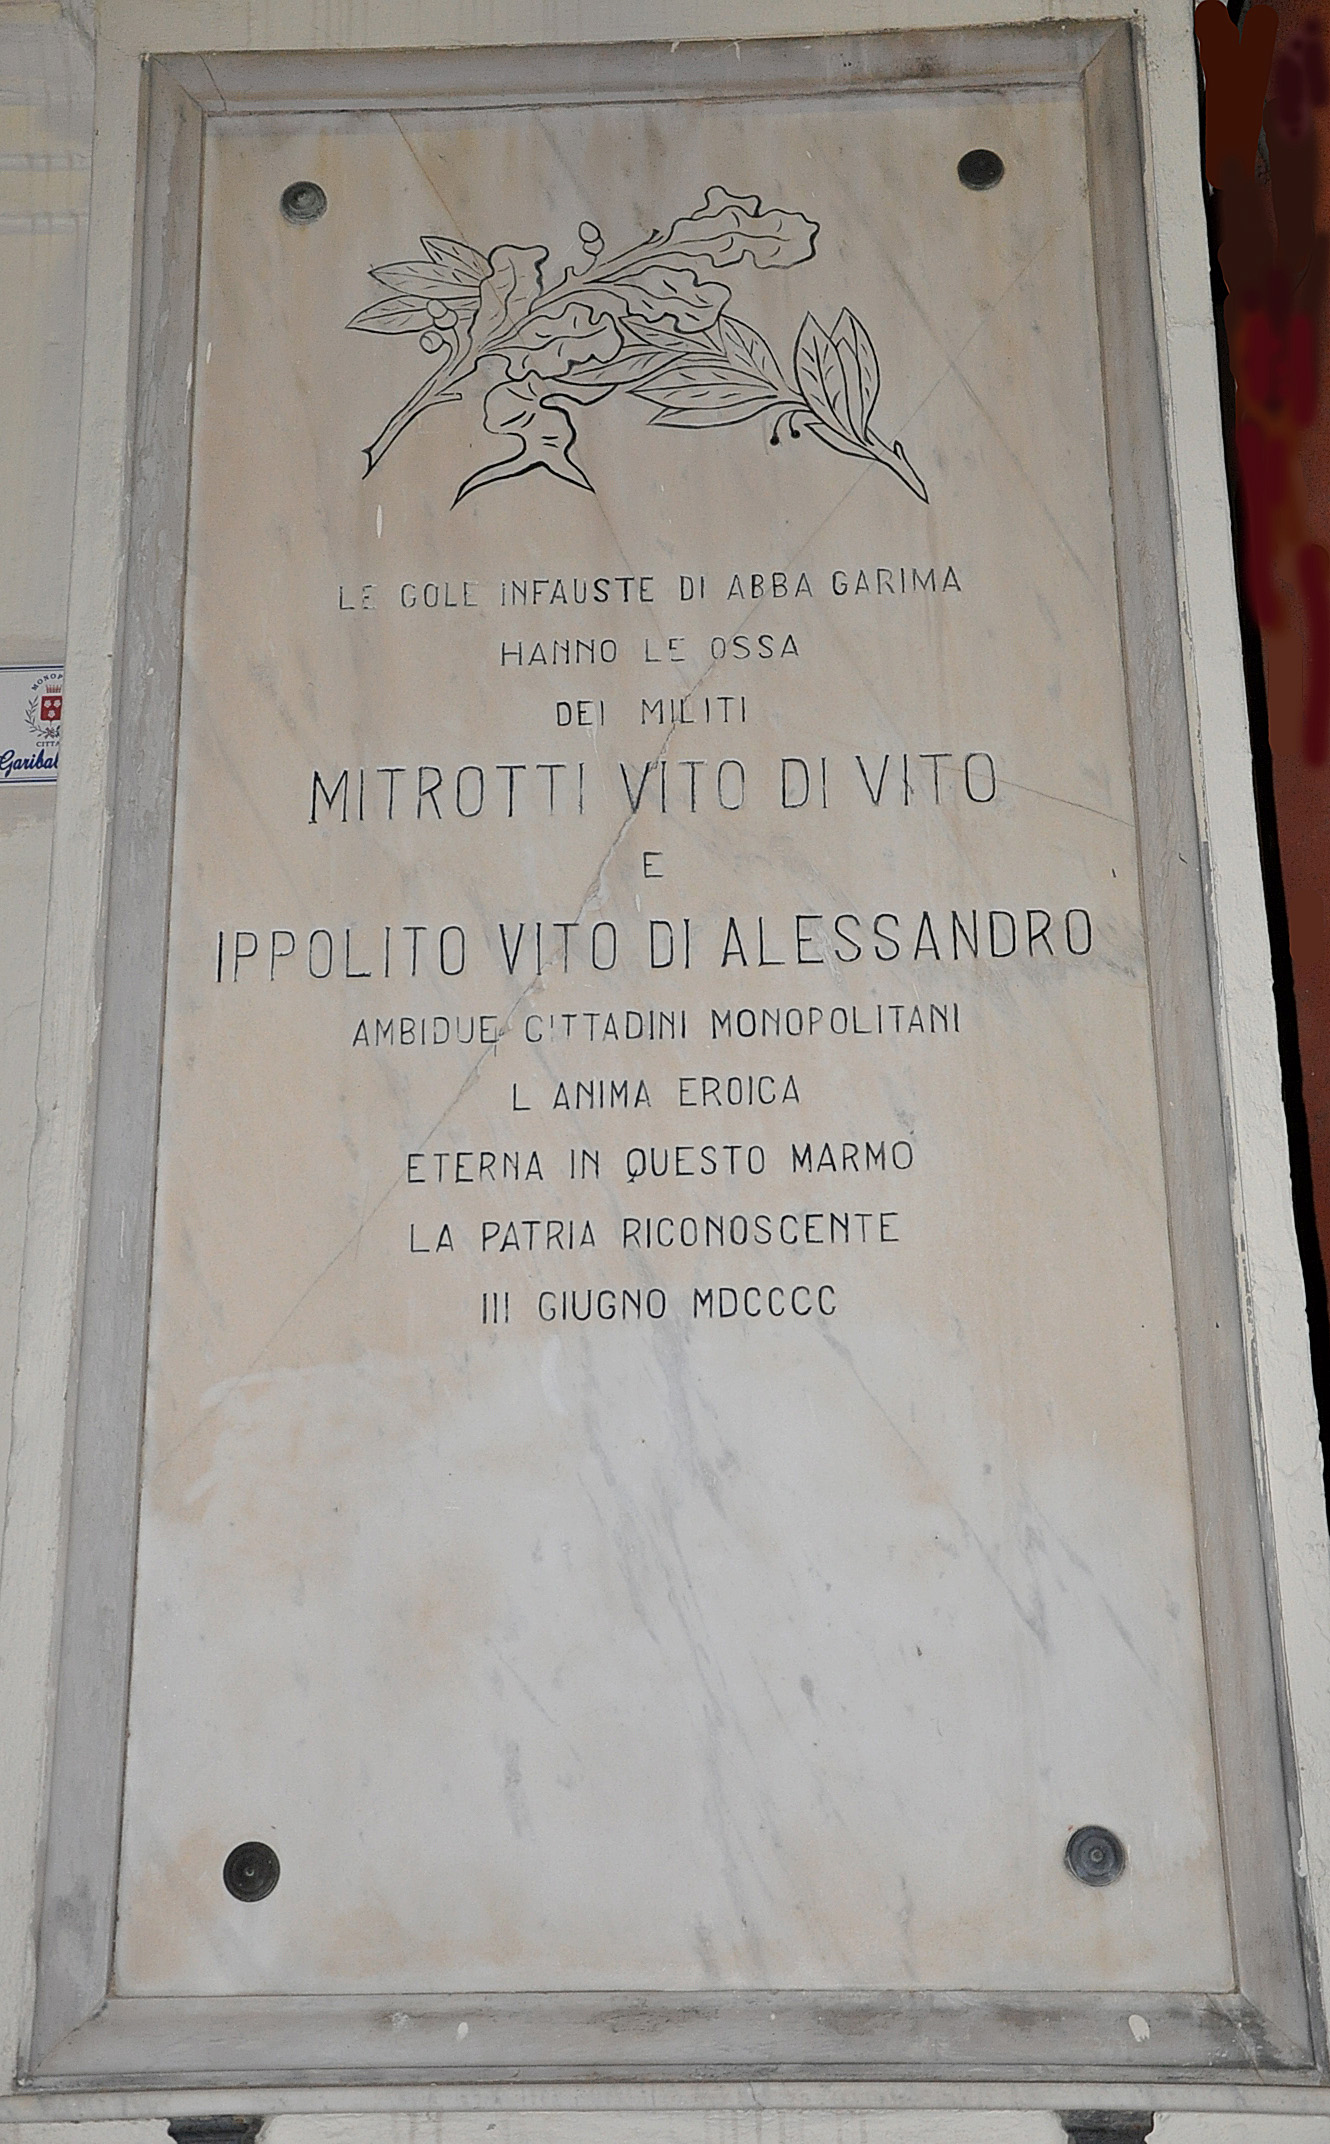 LE GOLE INFAUSTE DI ABBA GARIMA
HANNO LE OSSA
DEI MILITI
MITROTTI VITO DI VITO
E
IPPOLITO VITO DI ALESSANDRO
AMBIDUE CITTADINI MONOPOLITANI
L ANIMA EROICA
ETERNA IN QUESTO MARMO
LA PATRIA RICONOSCENTE
III GIUGNO MDCCCC